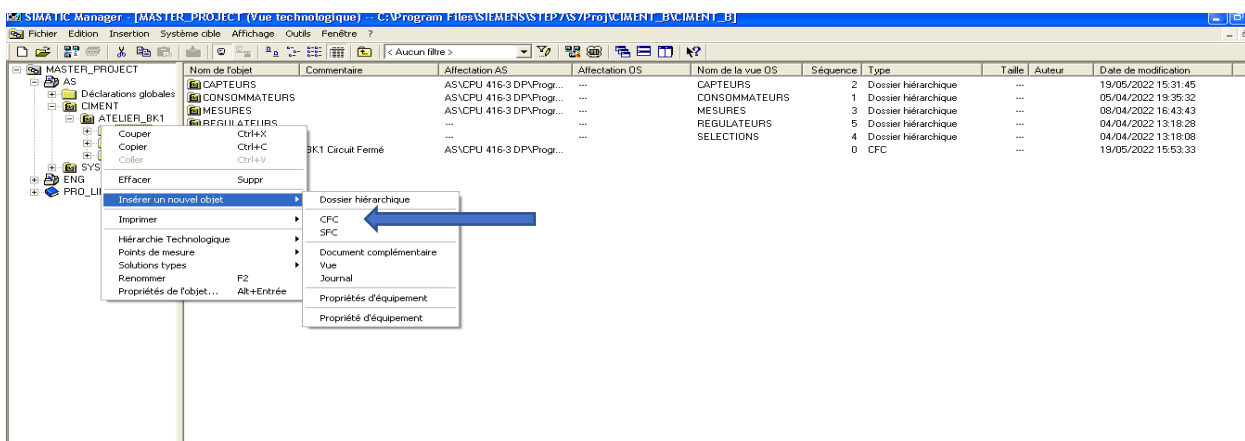 SIMATIC Manager - [MASTER_PROJECT (Vue technologique) -- C:\Program Files\SIEMENS\STEP7\S7Proj\CIMENT_B\CIMENT_B]
Fichier Edition Insertion Système cible Affichage Outils Fenêtre ?
< Aucun filtre >
MASTER_PROJECT
AS
Déclarations globales
CIMENT
ATELIER_BK1
SYS
ENG
PRO_LI
Nom de l'objet Commentaire Affectation AS Affectation OS Nom de la vue OS Séquence Type Taille Auteur Date de modification
CAPTEURS AS\CPU 416-3 DP\Progr... --- CAPTEURS 2 Dossier hiérarchique --- 19/05/2022 15:31:45
CONSOMMATEURS AS\CPU 416-3 DP\Progr... --- CONSOMMATEURS 1 Dossier hiérarchique --- 05/04/2022 19:35:32
MESURES AS\CPU 416-3 DP\Progr... --- MESURES 3 Dossier hiérarchique --- 08/04/2022 16:43:43
REGULATEURS --- --- REGULATEURS 5 Dossier hiérarchique --- 04/04/2022 13:18:28
--- --- SELECTIONS 4 Dossier hiérarchique --- 04/04/2022 13:18:08
BK1 Circuit Fermé AS\CPU 416-3 DP\Progr... 0 CFC --- 19/05/2022 15:53:33
Couper Ctrl+X
Copier Ctrl+C
Coller Ctrl+V
Effacer Suppr
Insérer un nouvel objet
Imprimer
Hiérarchie Technologique
Points de mesure
Solutions types
Renommer F2
Propriétés de l'objet... Alt+Entrée
Dossier hiérarchique
CFC
SFC
Document complémentaire
Vue
Journal
Propriétés d'équipement
Propriété d'équipement